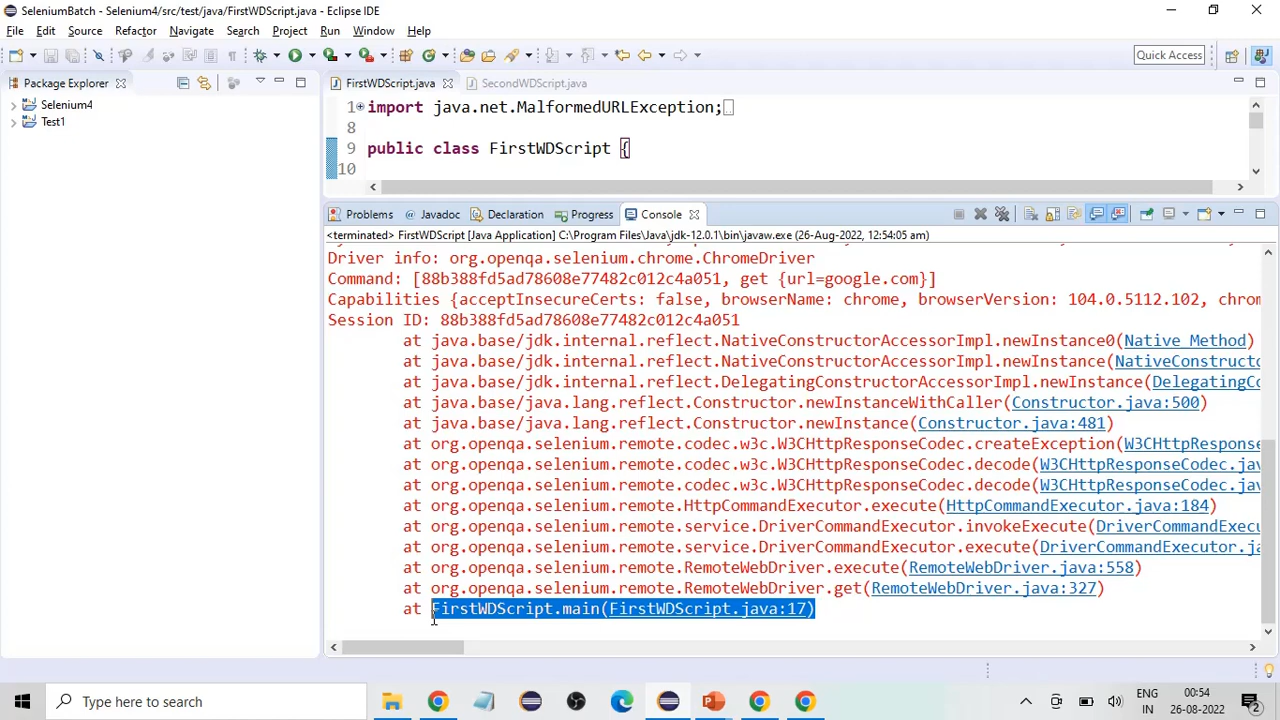 SeleniumBatch - Selenium4/src/test/java/FirstWDScript.java - Eclipse IDE
File Edit Source Refactor Navigate Search Project Run Window Help
Quick Access
Package Explorer
FirstWDScript.java SecondWDScript.java
Selenium4
Test1
1 import java.net.MalformedURLException;
8
9 public class FirstWDScript {
10
Problems @ Javadoc Declaration Progress Console
<terminated> FirstWDScript [Java Application] C:\Program Files\Java\jdk-12.0.1\bin\javaw.exe (26-Aug-2022, 12:54:05 am)
Driver info: org.openqa.selenium.chrome.ChromeDriver
Command: [88b388fd5ad78608e77482c012c4a051, get {url=google.com}]
Capabilities {acceptInsecureCerts: false, browserName: chrome, browserVersion: 104.0.5112.102, chrom
Session ID: 88b388fd5ad78608e77482c012c4a051
at java.base/jdk.internal.reflect.NativeConstructorAccessorImpl.newInstance0(Native Method)
at java.base/jdk.internal.reflect.NativeConstructorAccessorImpl.newInstance(NativeConstructo
at java.base/jdk.internal.reflect.DelegatingConstructorAccessorImpl.newInstance(DelegatingCo
at java.base/java.lang.reflect.Constructor.newInstanceWithCaller(Constructor.java:500)
at java.base/java.lang.reflect.Constructor.newInstance(Constructor.java:481)
at org.openqa.selenium.remote.codec.w3c.W3CHttpResponseCodec.createException(W3CHttpResponse
at org.openqa.selenium.remote.codec.w3c.W3CHttpResponseCodec.decode(W3CHttpResponseCodec.jav
at org.openqa.selenium.remote.codec.w3c.W3CHttpResponseCodec.decode(W3CHttpResponseCodec.jav
at org.openqa.selenium.remote.HttpCommandExecutor.execute(HttpCommandExecutor.java:184)
at org.openqa.selenium.remote.service.DriverCommandExecutor.invokeExecute(DriverCommandExecu
at org.openqa.selenium.remote.service.DriverCommandExecutor.execute(DriverCommandExecutor.ja
at org.openqa.selenium.remote.RemoteWebDriver.execute(RemoteWebDriver.java:558)
at org.openqa.selenium.remote.RemoteWebDriver.get(RemoteWebDriver.java:327)
at FirstWDScript.main(FirstWDScript.java:17)
Type here to search
ENG 00:54
IN 26-08-2022
2